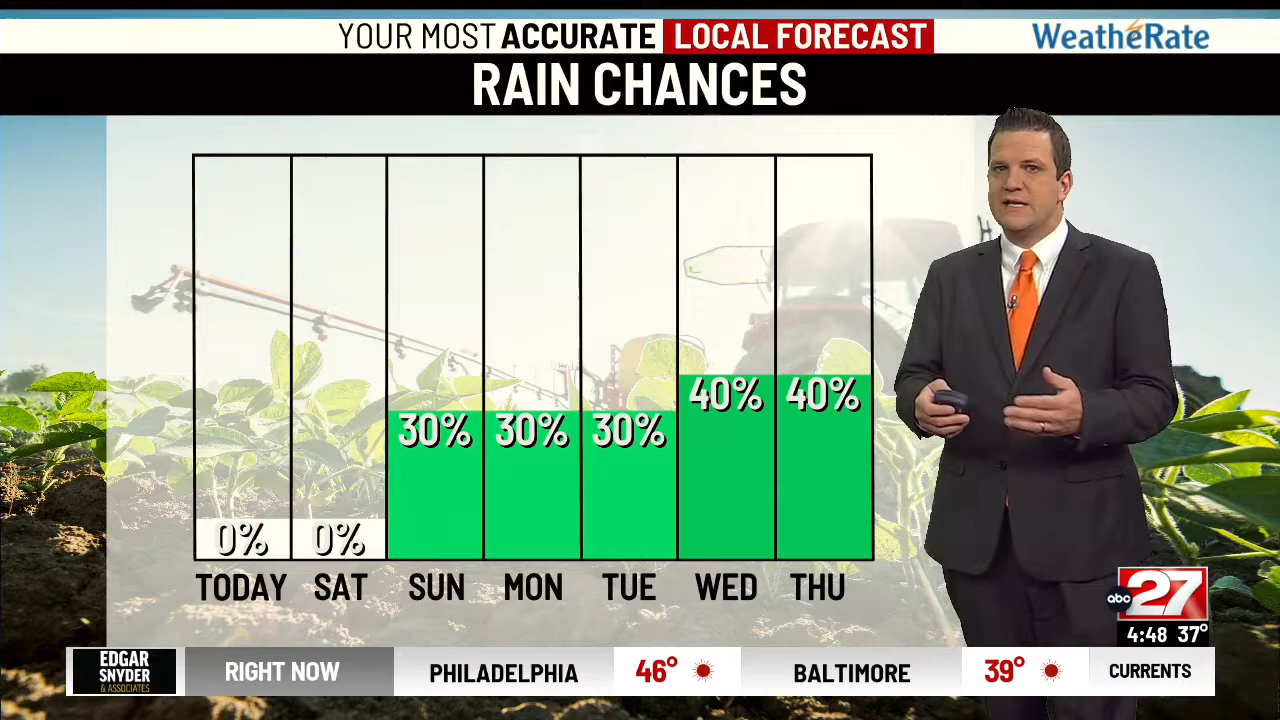 YOUR MOST ACCURATE LOCAL FORECAST
WeatheRate
RAIN CHANCES
40% 40%
30% 30% 30%
0% 0%
TODAY SAT SUN MON TUE WED THU
abc 27
4:48 37°
EDGAR
SNYDER
& ASSOCIATES
RIGHT NOW PHILADELPHIA 46° BALTIMORE 39° CURRENTS